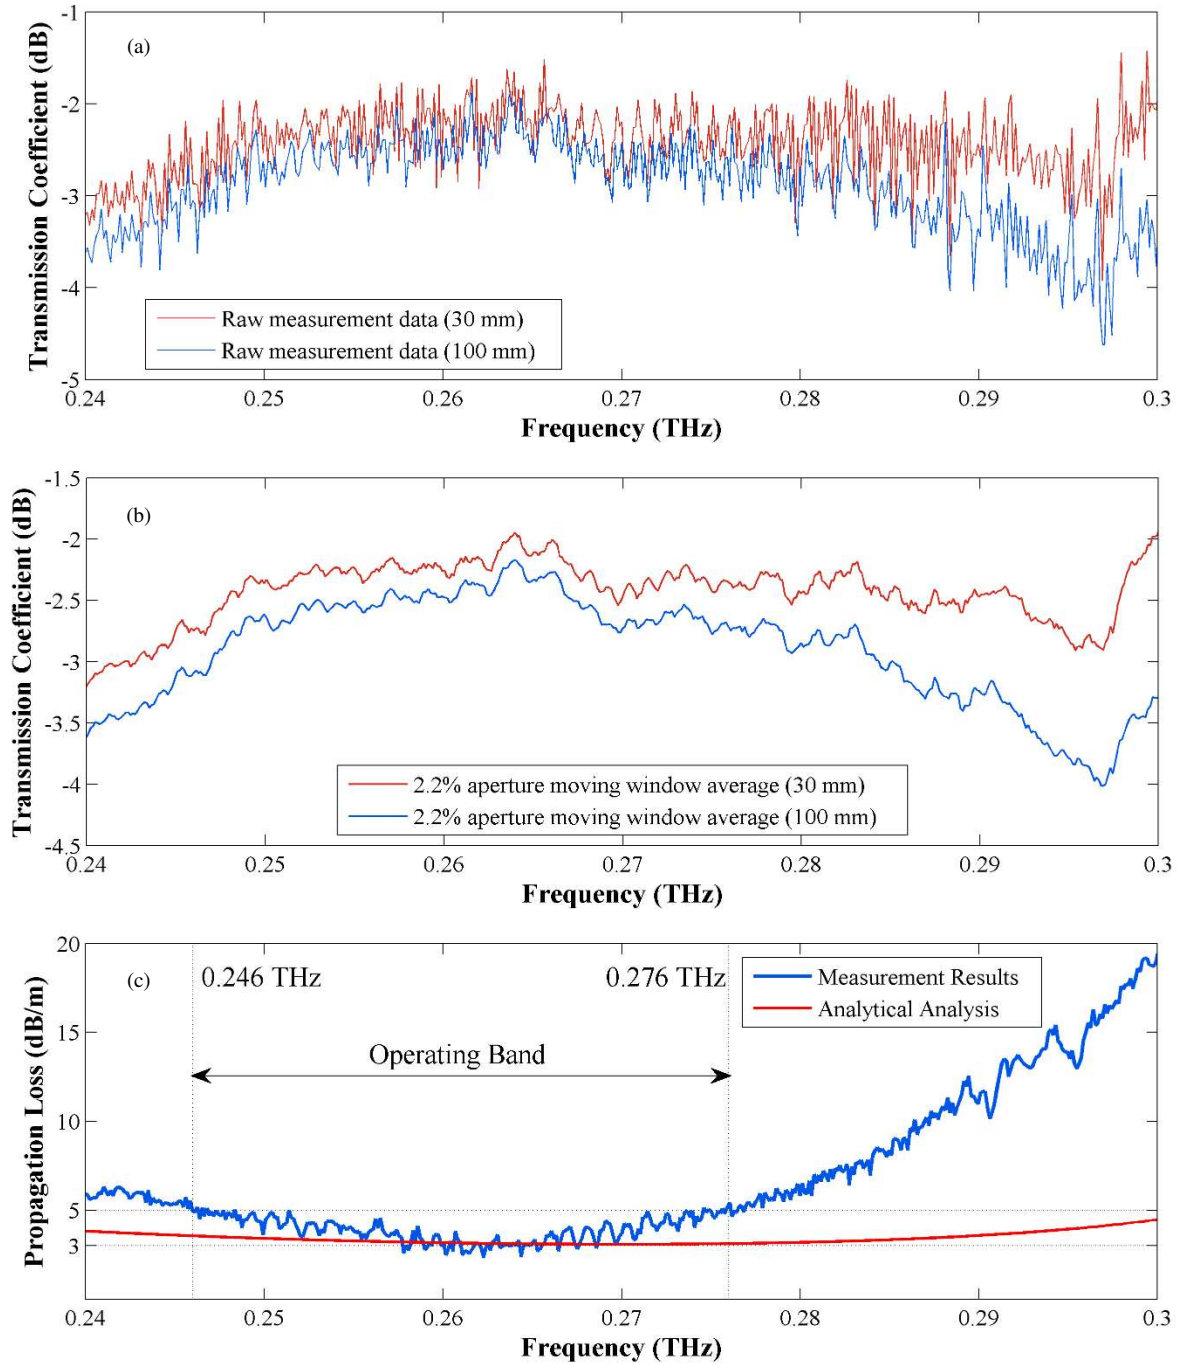 -1
-2
-3
-4
-5
Transmission Coefficient (dB)
(a)
Raw measurement data (30 mm)
Raw measurement data (100 mm)
0.24 0.25 0.26 0.27 0.28 0.29 0.3
Frequency (THz)
-1.5
-2
-2.5
-3
-3.5
-4
-4.5
Transmission Coefficient (dB)
(b)
2.2% aperture moving window average (30 mm)
2.2% aperture moving window average (100 mm)
0.24 0.25 0.26 0.27 0.28 0.29 0.3
Frequency (THz)
20
15
10
5
3
Propagation Loss (dB/m)
(c)
0.246 THz 0.276 THz
Operating Band
Measurement Results
Analytical Analysis
0.24 0.25 0.26 0.27 0.28 0.29 0.3
Frequency (THz)